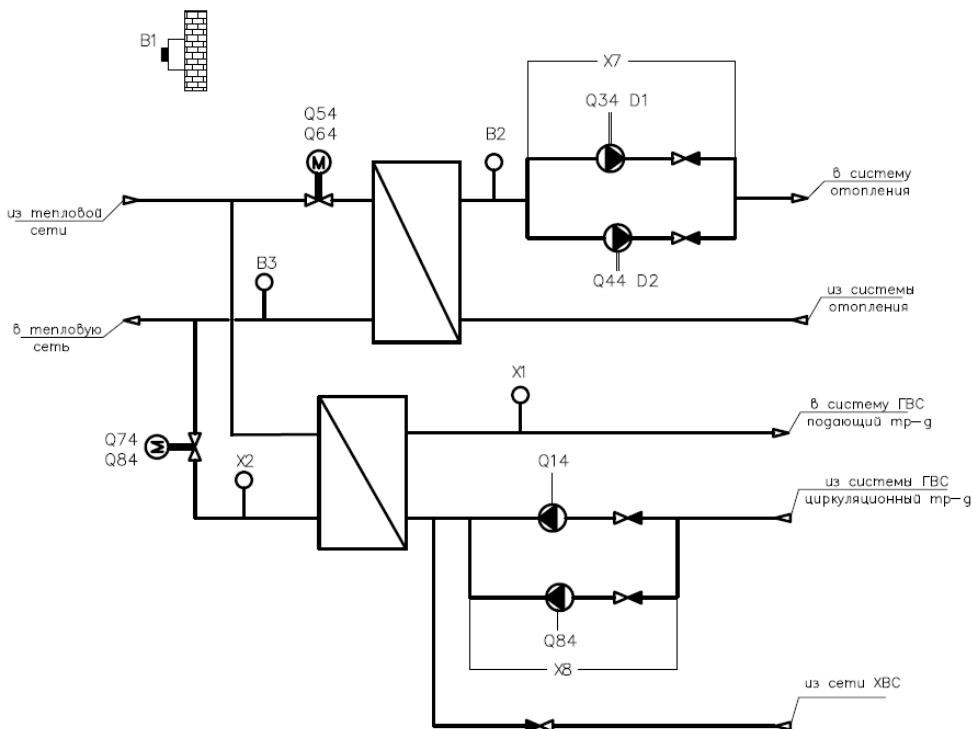 B1
X7
Q34 D1
Q54
Q64
B2
M
в систему
отопления
из тепловой
сети
B3
Q44 D2
из системы
отопления
в тепловую
сеть
X1
в систему ГВС
подающий тр-д
Q74
Q84
M
X2
Q14
из системы ГВС
циркуляционный тр-д
Q84
X8
из сети ХВС